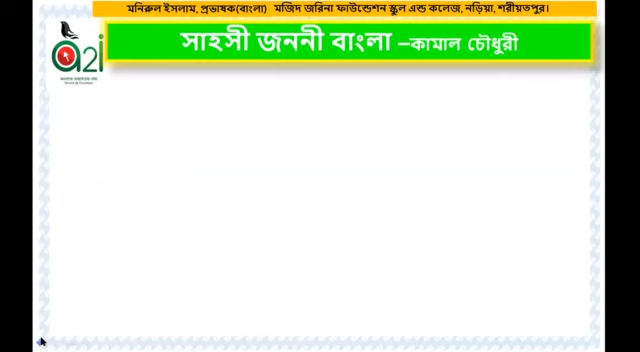 মনিরুল ইসলাম, প্রভাষক(বাংলা) মজিদ জরিনা ফাউন্ডেশন স্কুল এন্ড কলেজ, নড়িয়া, শরীয়তপুর।
সাহসী জননী বাংলা –কামাল চৌধুরী
a2i